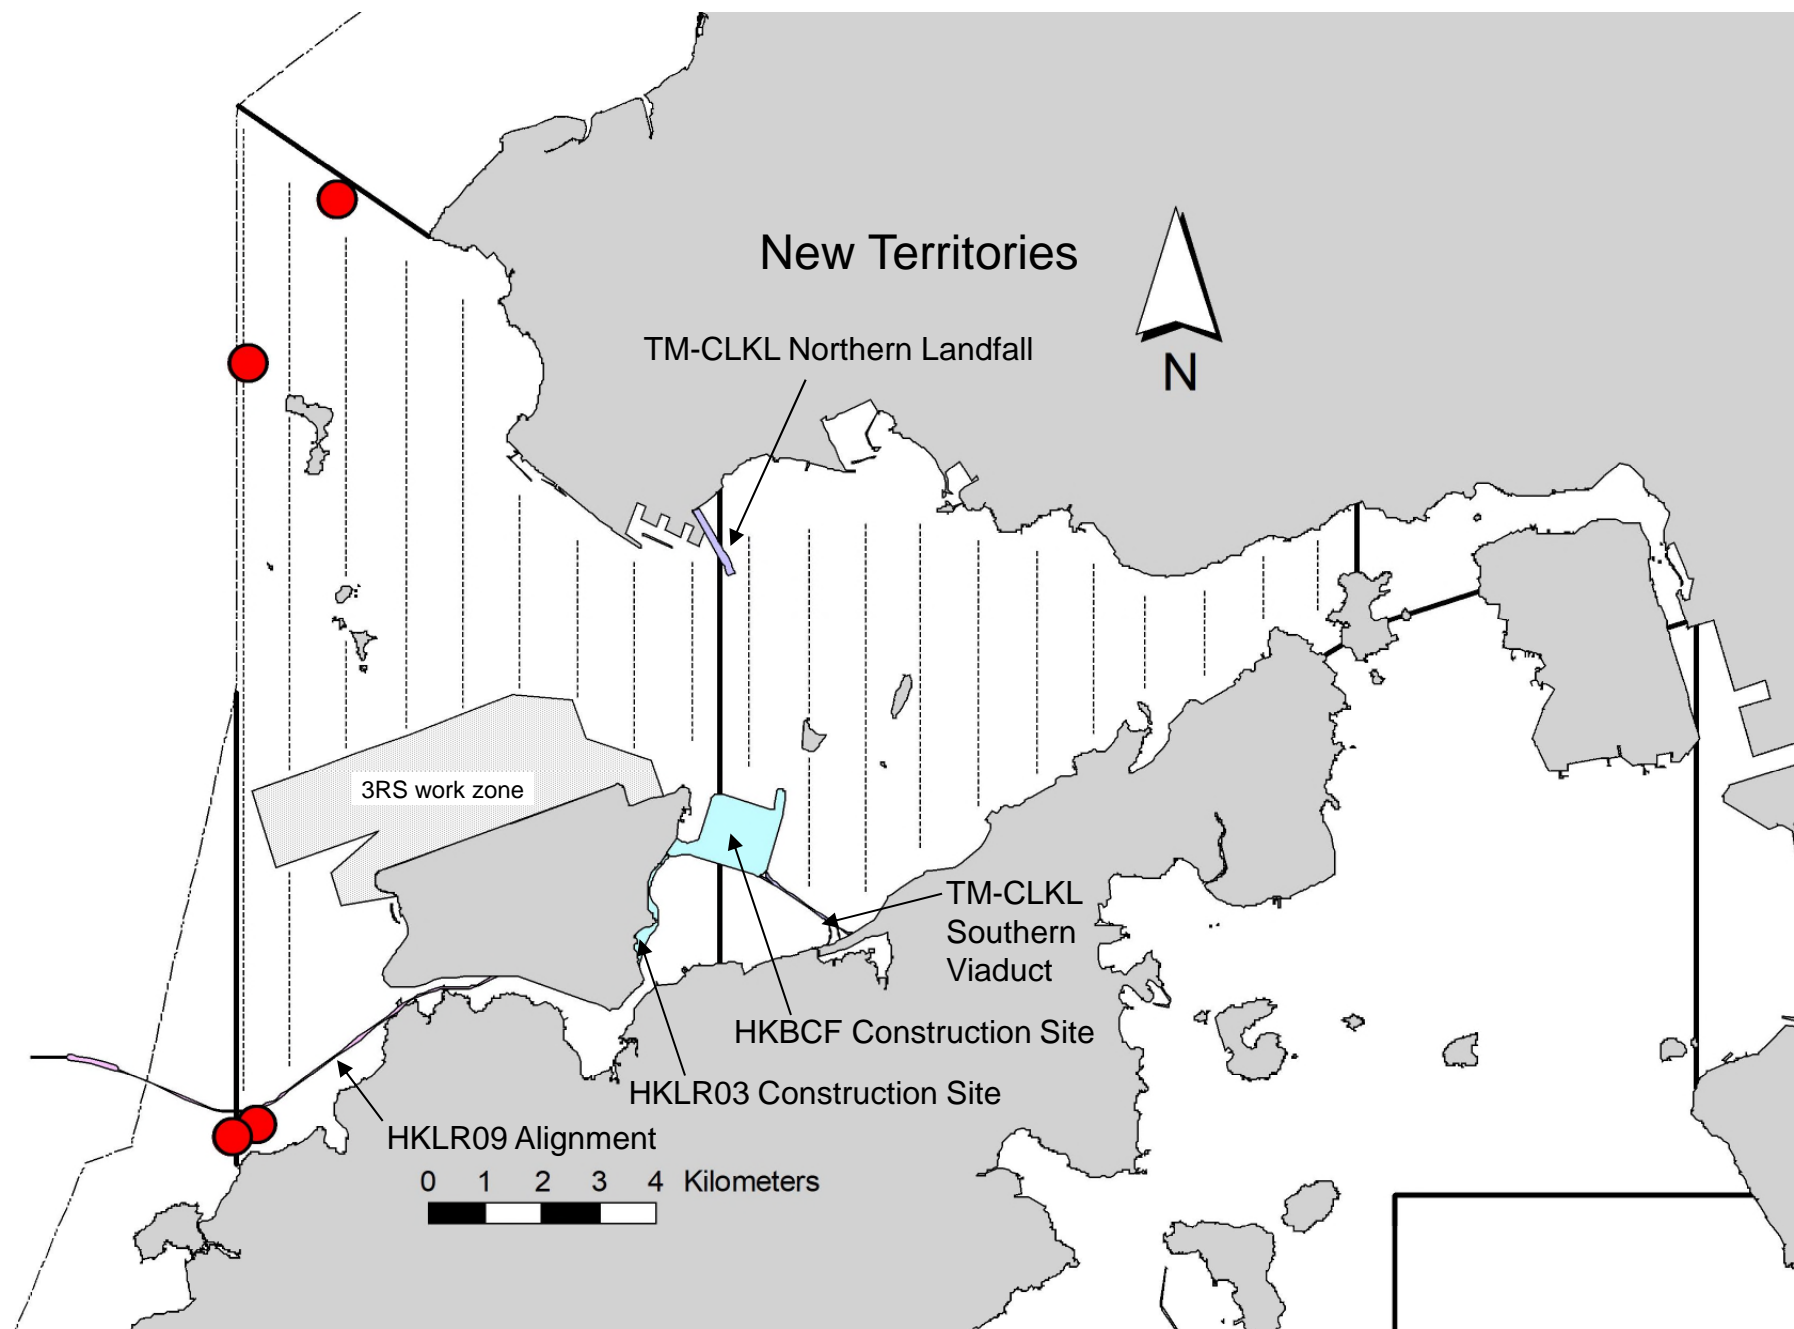 New Territories
TM-CLKL Northern Landfall
N
3RS work zone
TM-CLKL
Southern
Viaduct
HKBCF Construction Site
HKLR03 Construction Site
HKLR09 Alignment
0 1 2 3 4 Kilometers